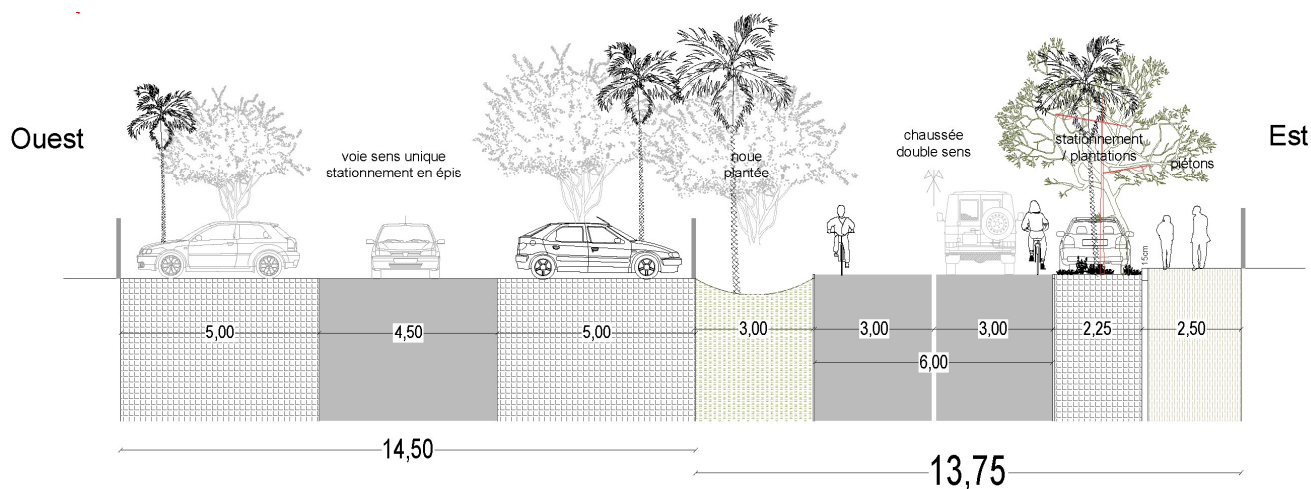 Ouest
voie sens unique
stationnement en épis
noue
plantée
chaussée
double sens
stationnement
/ plantations
piétons
Est
15cm
5,00
4,50
5,00
3,00
3,00
3,00
2,25
2,50
6,00
14,50
13,75